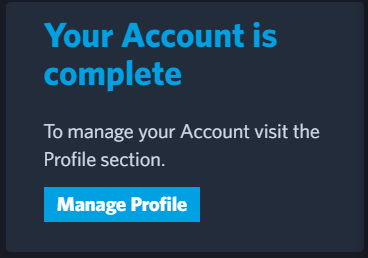 Your Account is
complete
To manage your Account visit the
Profile section.
Manage Profile